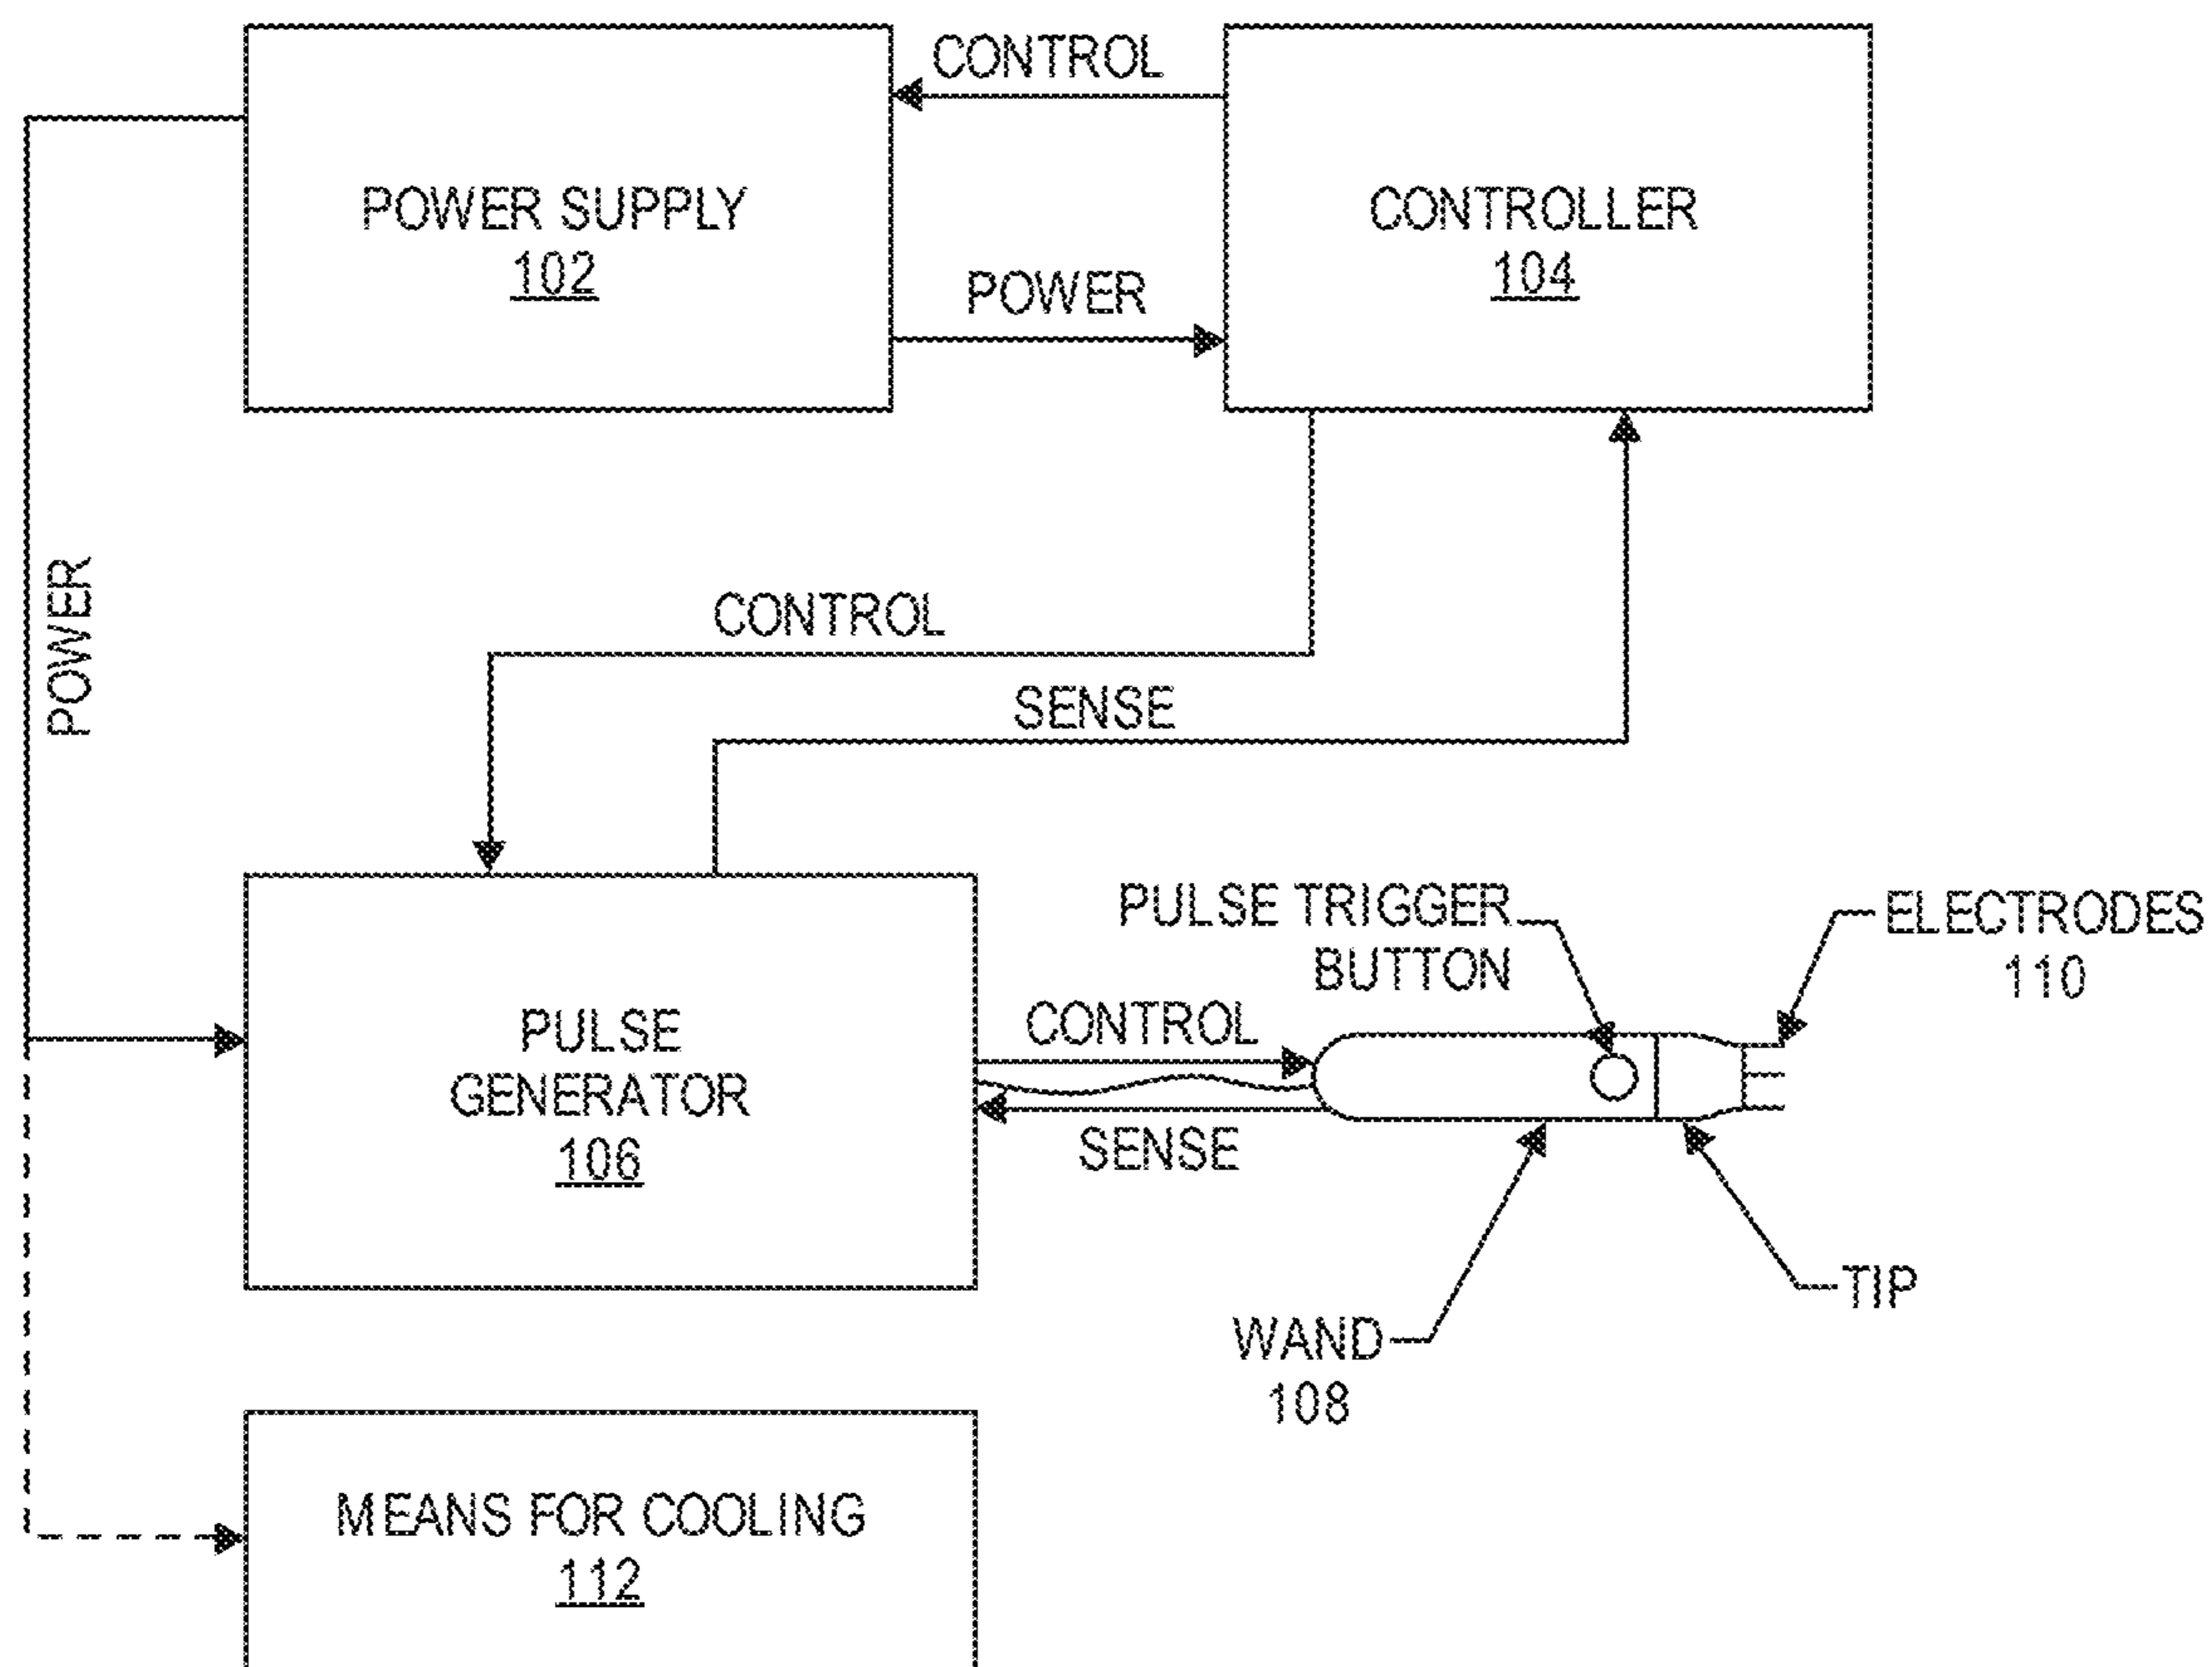 CONTROL
POWER SUPPLY
102
CONTROLLER
104
POWER
POWER
CONTROL
SENSE
PULSE TRIGGER
BUTTON
ELECTRODES
110
PULSE
GENERATOR
106
CONTROL
SENSE
TIP
WAND
108
MEANS FOR COOLING
112